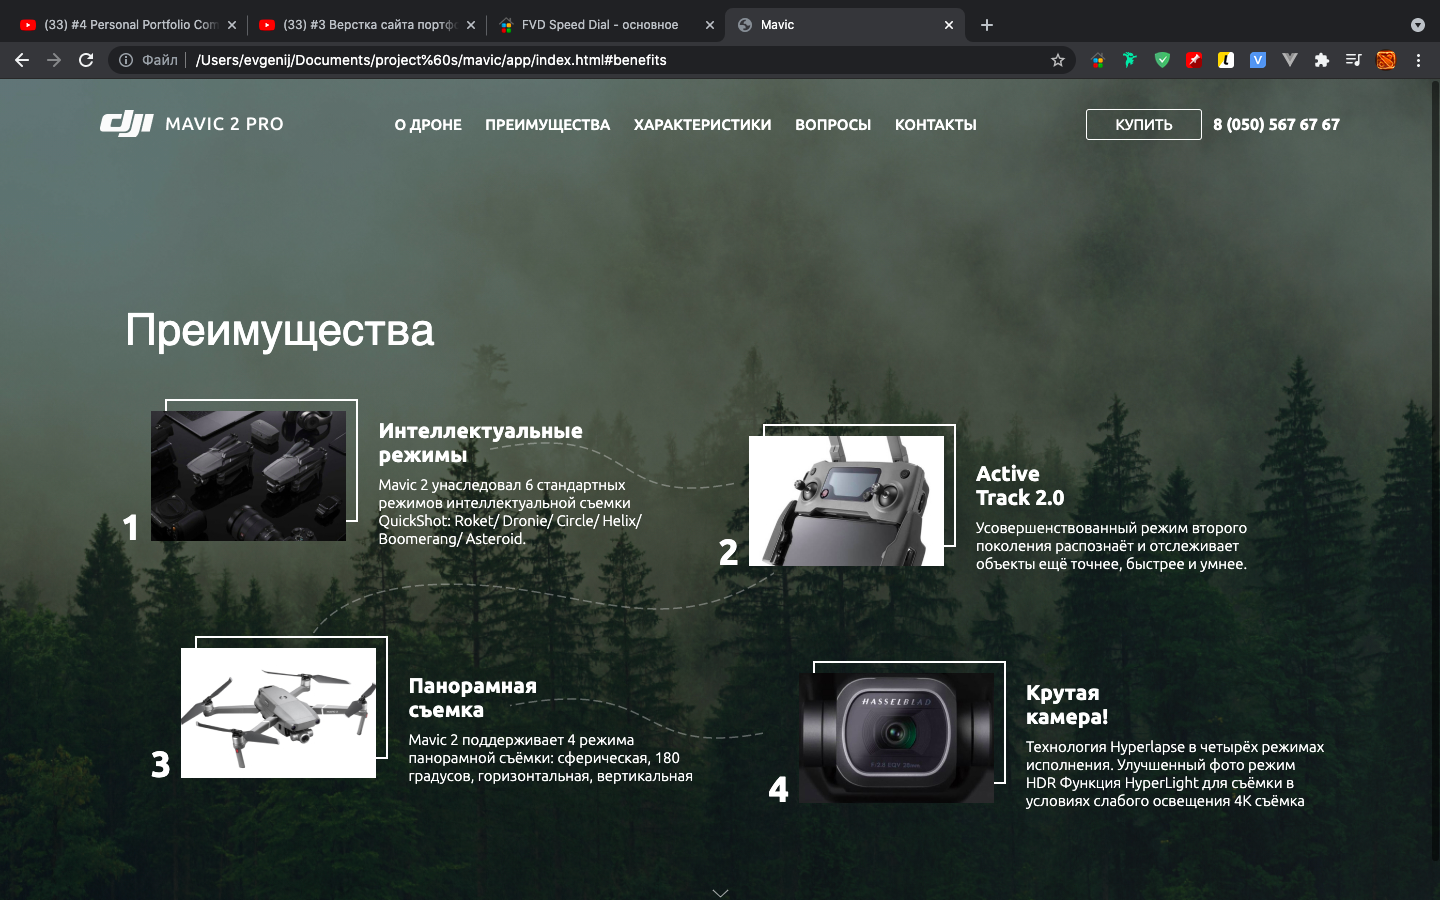 (33) #4 Personal Portfolio Com
(33) #3 Верстка сайта портфо
FVD Speed Dial - основное
Mavic
Файл
/Users/evgenij/Documents/project%60s/mavic/app/index.html#benefits
dji MAVIC 2 PRO
О ДРОНЕ
ПРЕИМУЩЕСТВА
ХАРАКТЕРИСТИКИ
ВОПРОСЫ
КОНТАКТЫ
КУПИТЬ
8 (050) 567 67 67
Преимущества
1
Интеллектуальные
режимы
Mavic 2 унаследовал 6 стандартных
режимов интеллектуальной съемки
QuickShot: Roket/ Dronie/ Circle/ Helix/
Boomerang/ Asteroid.
2
Active
Track 2.0
Усовершенствованный режим второго
поколения распознаёт и отслеживает
объекты ещё точнее, быстрее и умнее.
3
Панорамная
съемка
Mavic 2 поддерживает 4 режима
панорамной съёмки: сферическая, 180
градусов, горизонтальная, вертикальная
4
HASSELBLAD
Крутая
камера!
Технология Hyperlapse в четырёх режимах
исполнения. Улучшенный фото режим
HDR Функция HyperLight для съёмки в
условиях слабого освещения 4K съёмка